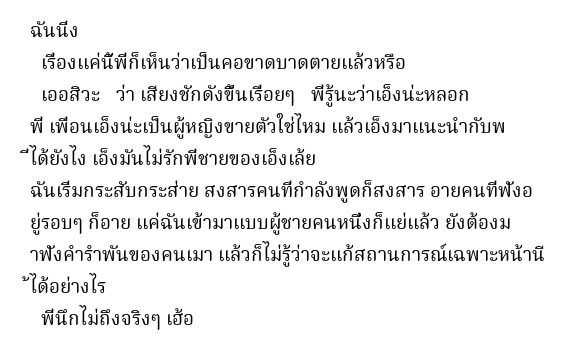 ฉันนิ่ง
เรื่องแค่นี้พี่ก็เห็นว่าเป็นคอขาดบาดตายแล้วหรือ
เออสิวะ ว่า เสียงชักดังขึ้นเรื่อยๆ พี่รู้นะว่าเอ็งน่ะหลอก
พี่ เพื่อนเอ็งน่ะเป็นผู้หญิงขายตัวใช่ไหม แล้วเอ็งมาแนะนำกับพ
ี่ได้ยังไง เอ็งมันไม่รักพี่ชายของเอ็งเล้ย
ฉันเริ่มกระสับกระส่าย สงสารคนที่กำลังพูดก็สงสาร อายคนที่ฟังอ
ยู่รอบๆ ก็อาย แค่ฉันเข้ามาแบบผู้ชายคนหนึ่งก็แย่แล้ว ยังต้องม
าฟังคำรำพันของคนเมา แล้วก็ไม่รู้ว่าจะแก้สถานการณ์เฉพาะหน้านี
้ได้อย่างไร
พี่นึกไม่ถึงจริงๆ เฮ้อ